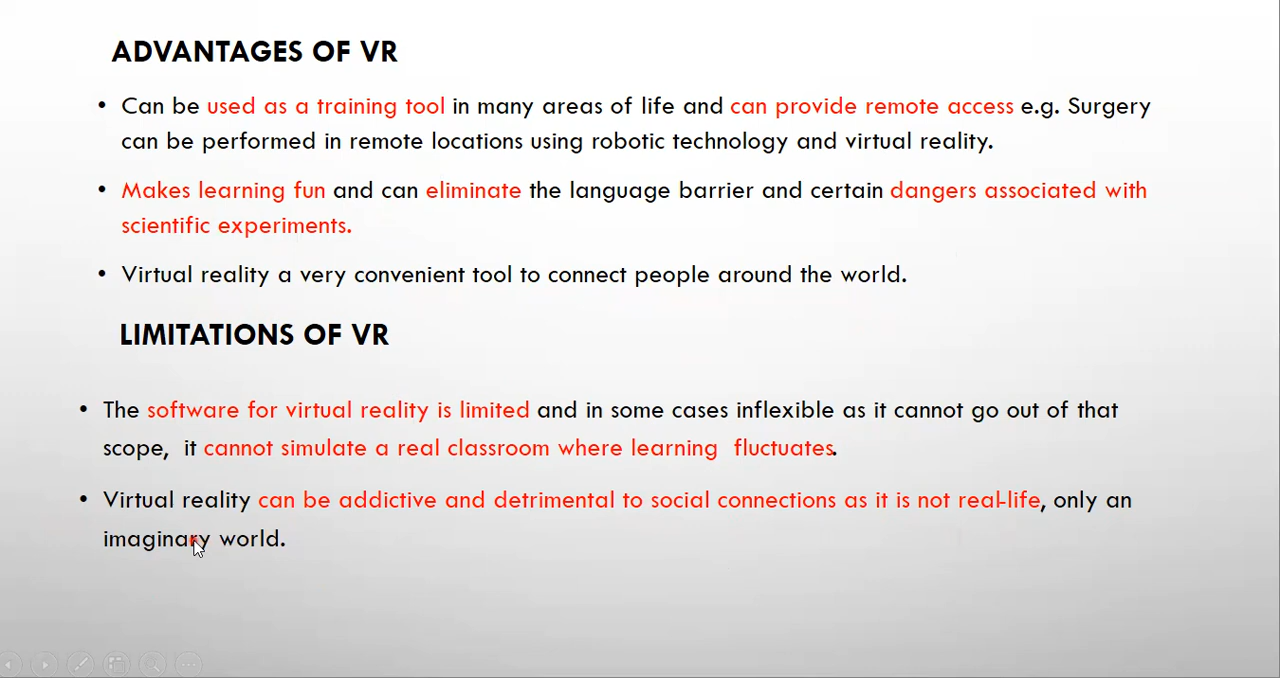 ADVANTAGES OF VR
• Can be used as a training tool in many areas of life and can provide remote access e.g. Surgery
can be performed in remote locations using robotic technology and virtual reality.
• Makes learning fun and can eliminate the language barrier and certain dangers associated with
scientific experiments.
• Virtual reality a very convenient tool to connect people around the world.
LIMITATIONS OF VR
• The software for virtual reality is limited and in some cases inflexible as it cannot go out of that
scope, it cannot simulate a real classroom where learning fluctuates.
• Virtual reality can be addictive and detrimental to social connections as it is not real-life, only an
imaginary world.